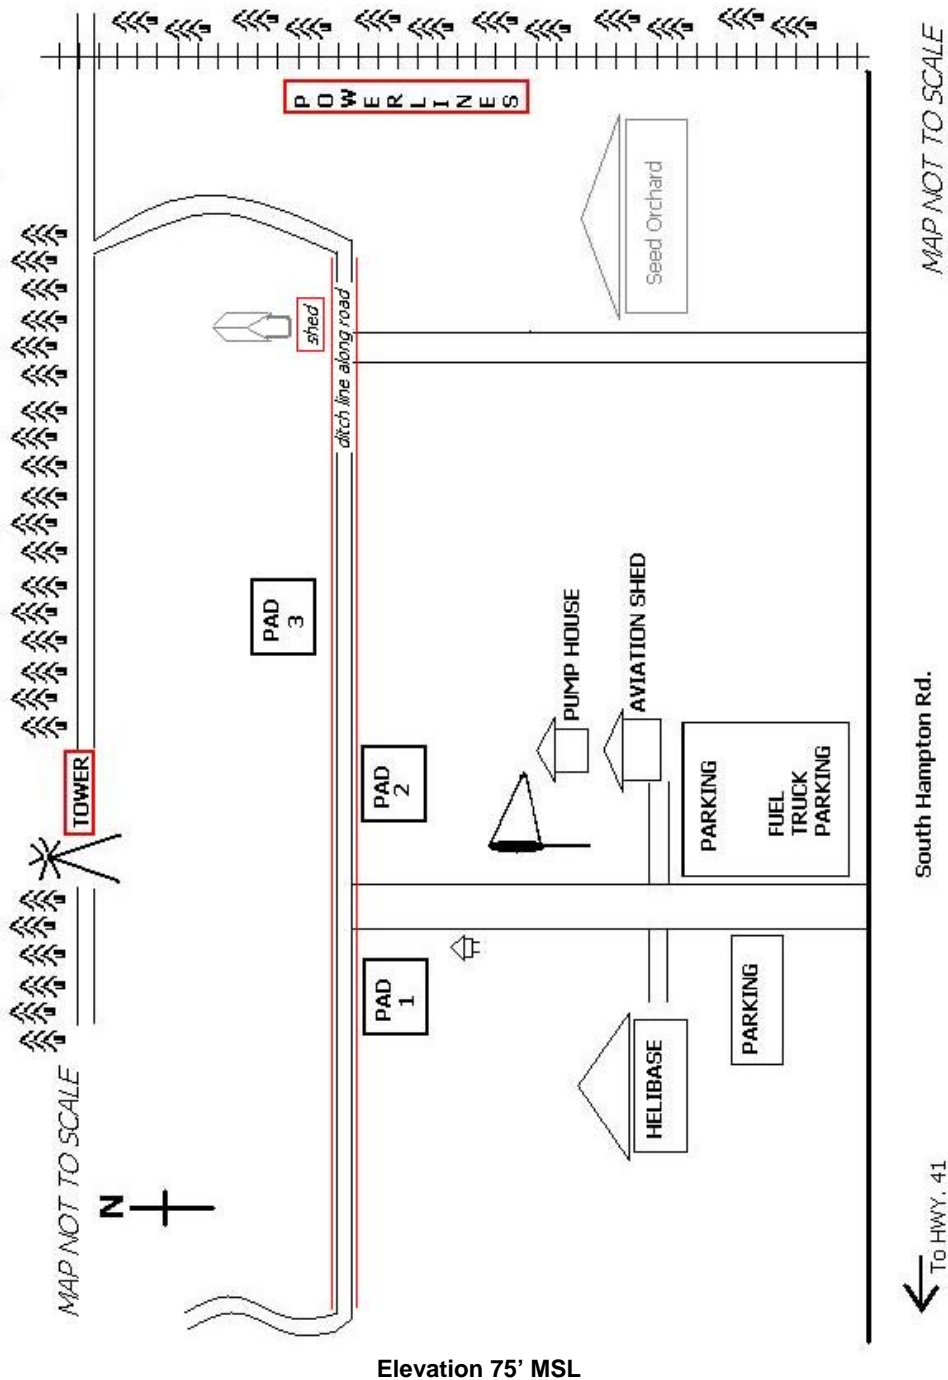 MAP NOT TO SCALE
N
TOWER
POWERLINES
shed
ditch line along road
PAD
1
PAD
2
PAD
3
Seed Orchard
PUMP HOUSE
AVIATION SHED
HELIBASE
PARKING
PARKING
FUEL
TRUCK
PARKING
South Hampton Rd.
To HWY. 41
MAP NOT TO SCALE
Elevation 75’ MSL